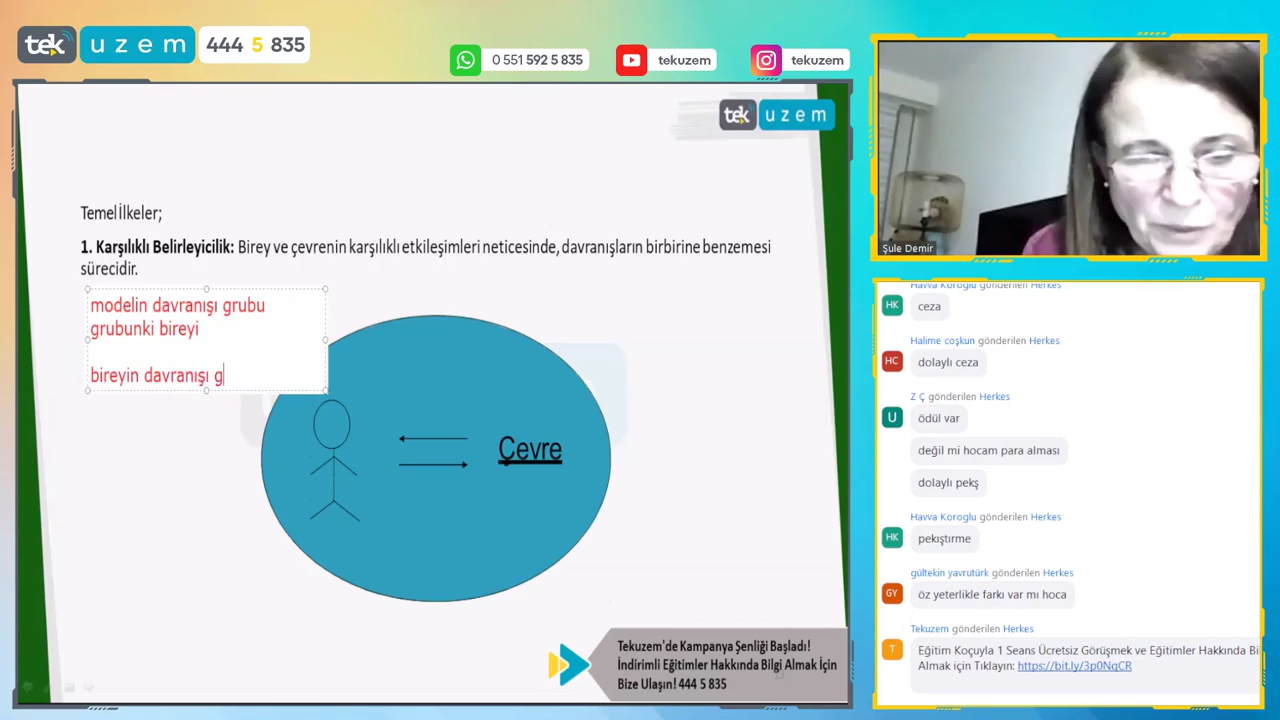 tek
uzem
444 5 835
0 551 592 5 835
tekuzem
tekuzem
tek uzem
Temel İlkeler;
1. Karşılıklı Belirleyicilik: Birey ve çevrenin karşılıklı etkileşimleri neticesinde, davranışların birbirine benzemesi
sürecidir.
modelin davranışı grubu
grubunki bireyi
bireyin davranışı g
Çevre
Tekuzem'de Kampanya Şenliği Başladı!
İndirimli Eğitimler Hakkında Bilgi Almak İçin
Bize Ulaşın! 444 5 835
Şule Demir
Havva Koroglu gönderilen Herkes
HK
ceza
Halime coşkun gönderilen Herkes
HC
dolaylı ceza
Z Ç gönderilen Herkes
U
ödül var
değil mi hocam para alması
dolaylı pekş
Havva Koroglu gönderilen Herkes
HK
pekıştırme
gültekin yavrutürk gönderilen Herkes
GY
öz yeterlikle farkı var mı hoca
Tekuzem gönderilen Herkes
T
Eğitim Koçuyla 1 Seans Ücretsiz Görüşmek ve Eğitimler Hakkında Bi
Almak için Tıklayın: https://bit.ly/3p0NqCR